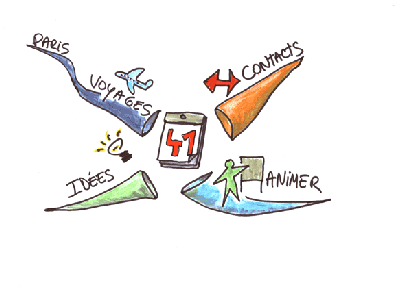 PARIS
VOYAGES
CONTACTS
41
IDÉES
ANiMER